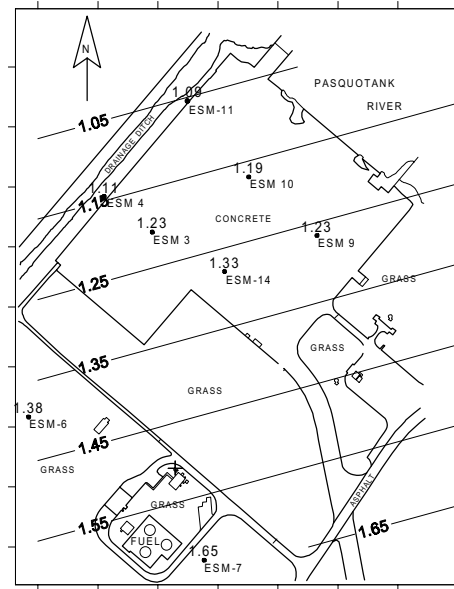 N
PASQUOTANK
RIVER
1.09
ESM-11
1.05
DRAINAGE DITCH
1.19
ESM 10
1.11
ESM 4
1.15
CONCRETE
1.23
ESM 3
1.23
ESM 9
1.33
ESM-14
GRASS
1.25
GRASS
1.35
GRASS
1.38
ESM-6
1.45
GRASS
GRASS
ASPHALT
1.55
FUEL
1.65
1.65
ESM-7